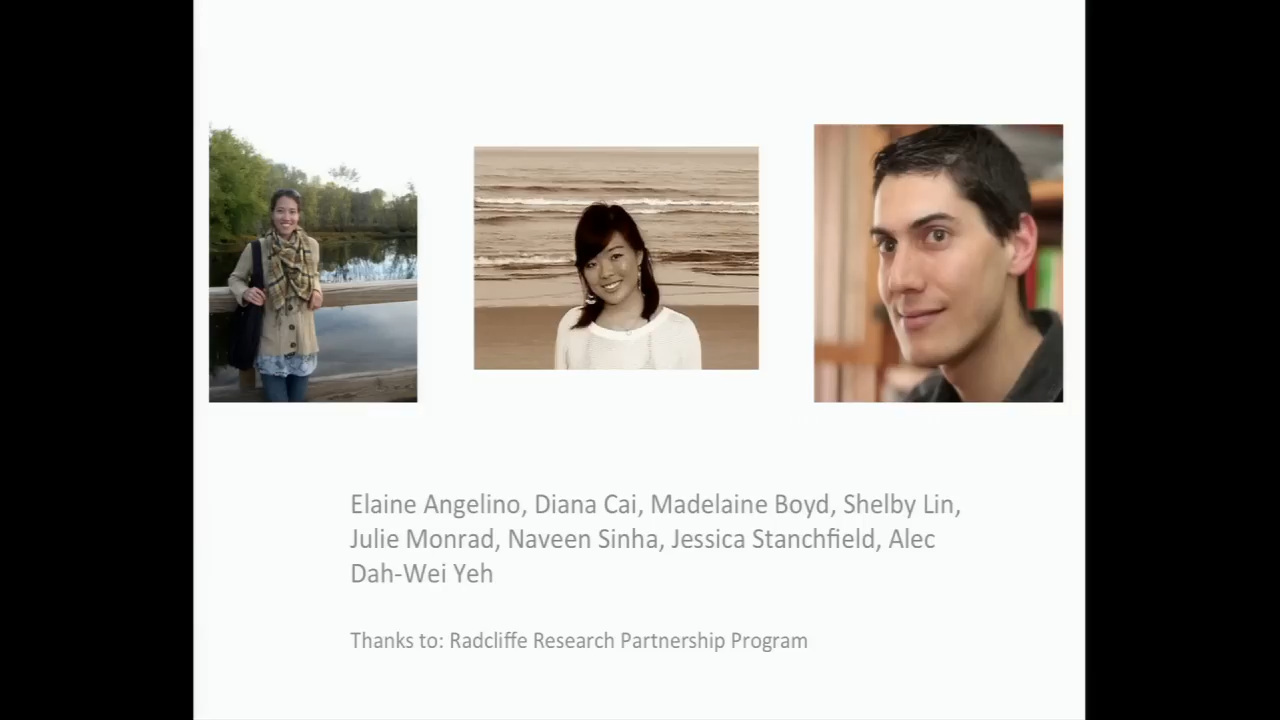 Elaine Angelino, Diana Cai, Madelaine Boyd, Shelby Lin,
Julie Monrad, Naveen Sinha, Jessica Stanchfield, Alec
Dah-Wei Yeh
Thanks to: Radcliffe Research Partnership Program